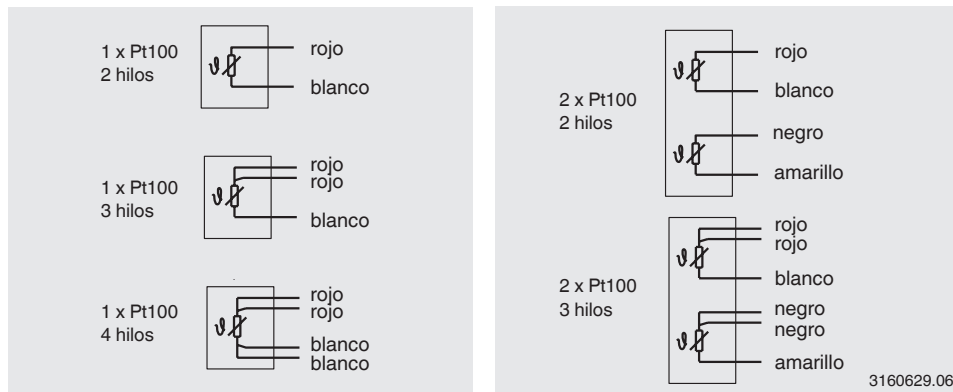 1 x Pt100
2 hilos
rojo
blanco
1 x Pt100
3 hilos
rojo
rojo
blanco
1 x Pt100
4 hilos
rojo
rojo
blanco
blanco
2 x Pt100
2 hilos
rojo
blanco
negro
amarillo
2 x Pt100
3 hilos
rojo
rojo
blanco
negro
negro
amarillo
3160629.06